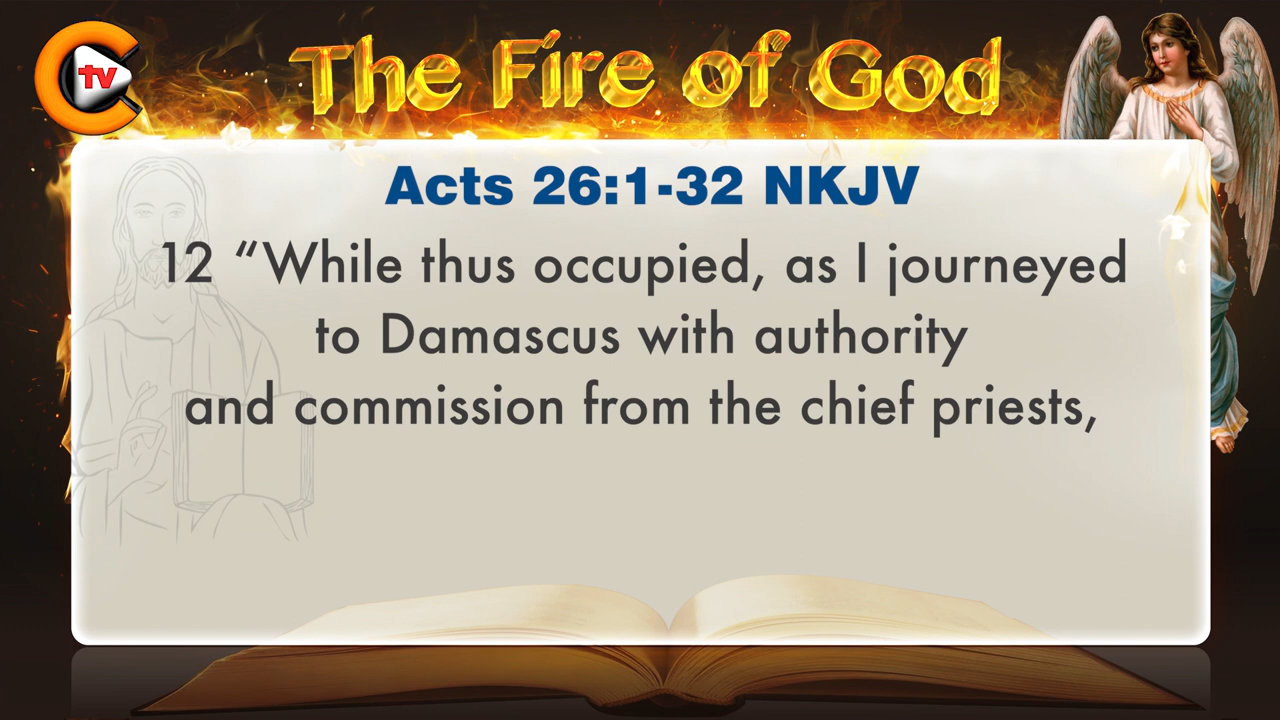 tv
The Fire of God
Acts 26:1-32 NKJV
12 “While thus occupied, as I journeyed
to Damascus with authority
and commission from the chief priests,